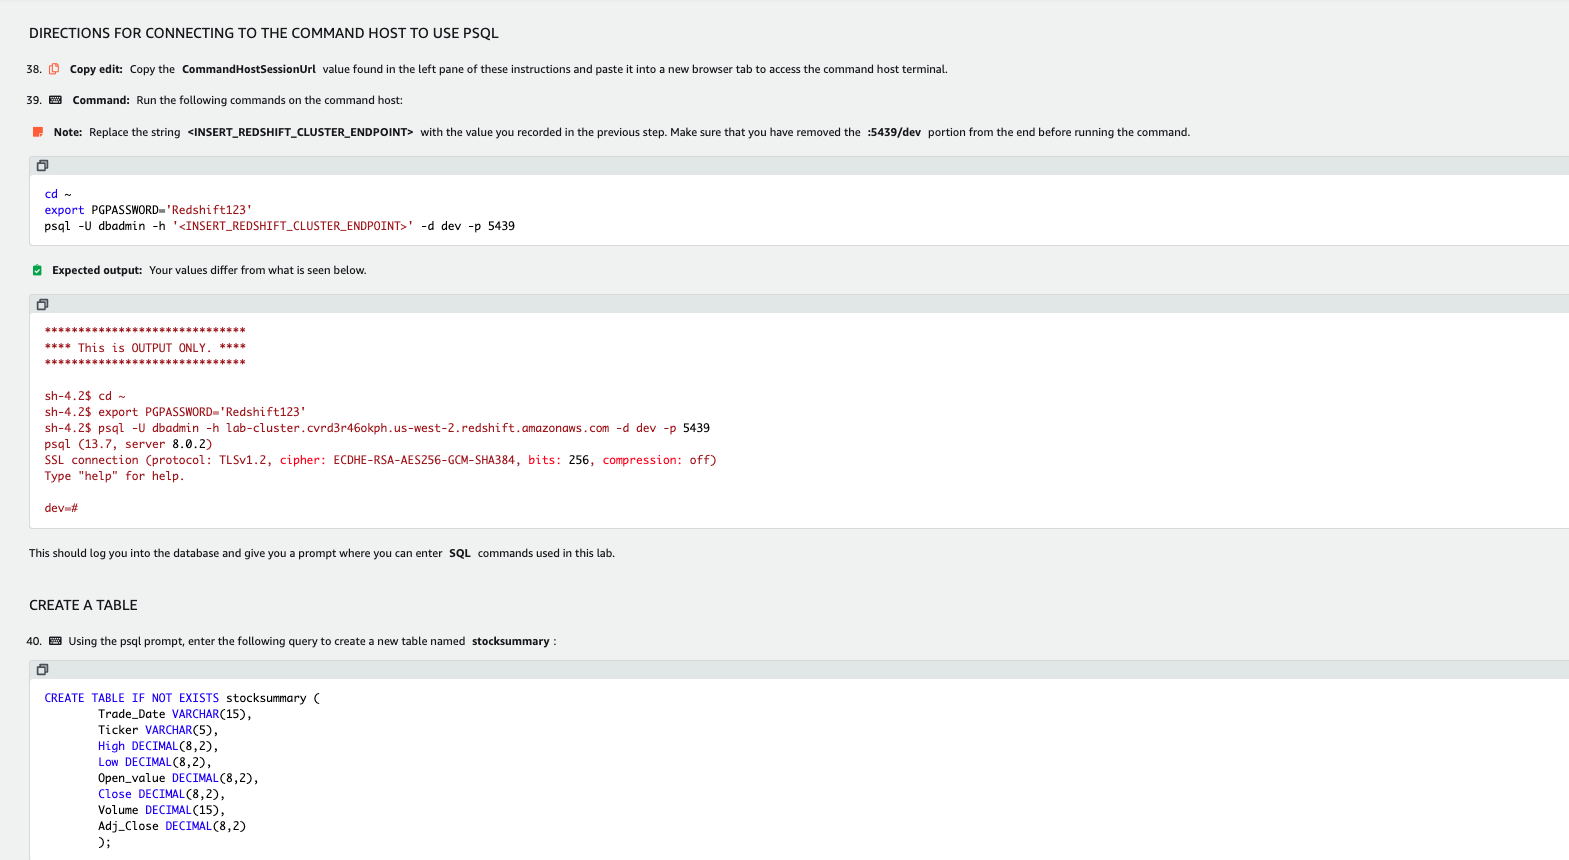 DIRECTIONS FOR CONNECTING TO THE COMMAND HOST TO USE PSQL
38. Copy edit: Copy the CommandHostSessionUrl value found in the left pane of these instructions and paste it into a new browser tab to access the command host terminal.
39. Command: Run the following commands on the command host:
Note: Replace the string <INSERT_REDSHIFT_CLUSTER_ENDPOINT> with the value you recorded in the previous step. Make sure that you have removed the :5439/dev portion from the end before running the command.
cd ~
export PGPASSWORD='Redshift123'
psql -U dbadmin -h '<INSERT_REDSHIFT_CLUSTER_ENDPOINT>' -d dev -p 5439
Expected output: Your values differ from what is seen below.
******************************
**** This is OUTPUT ONLY. ****
******************************
sh-4.2$ cd ~
sh-4.2$ export PGPASSWORD='Redshift123'
sh-4.2$ psql -U dbadmin -h lab-cluster.cvrd3r46okph.us-west-2.redshift.amazonaws.com -d dev -p 5439
psql (13.7, server 8.0.2)
SSL connection (protocol: TLSv1.2, cipher: ECDHE-RSA-AES256-GCM-SHA384, bits: 256, compression: off)
Type "help" for help.
dev=#
This should log you into the database and give you a prompt where you can enter SQL commands used in this lab.
CREATE A TABLE
40. Using the psql prompt, enter the following query to create a new table named stocksummary :
CREATE TABLE IF NOT EXISTS stocksummary (
Trade_Date VARCHAR(15),
Ticker VARCHAR(5),
High DECIMAL(8,2),
Low DECIMAL(8,2),
Open_value DECIMAL(8,2),
Close DECIMAL(8,2),
Volume DECIMAL(15),
Adj_Close DECIMAL(8,2)
);